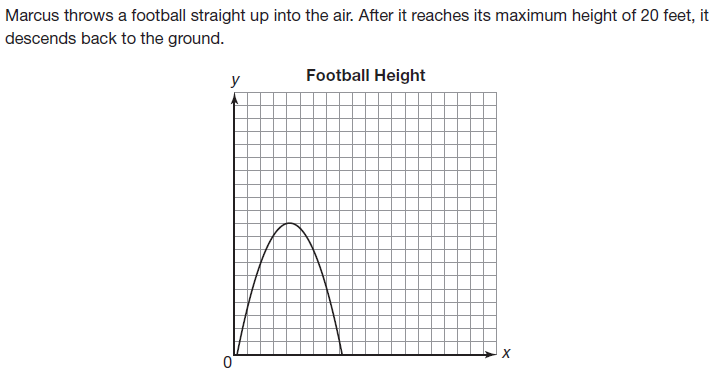 Marcus throws a football straight up into the air. After it reaches its maximum height of 20 feet, it
descends back to the ground.
Football Height
y
x
0